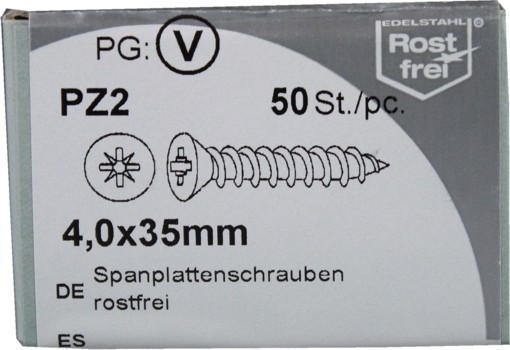 PG: V
EDELSTAHL ®
Rost
frei
PZ2
50 St./pc.
4,0x35mm
DE Spanplattenschrauben
rostfrei
ES